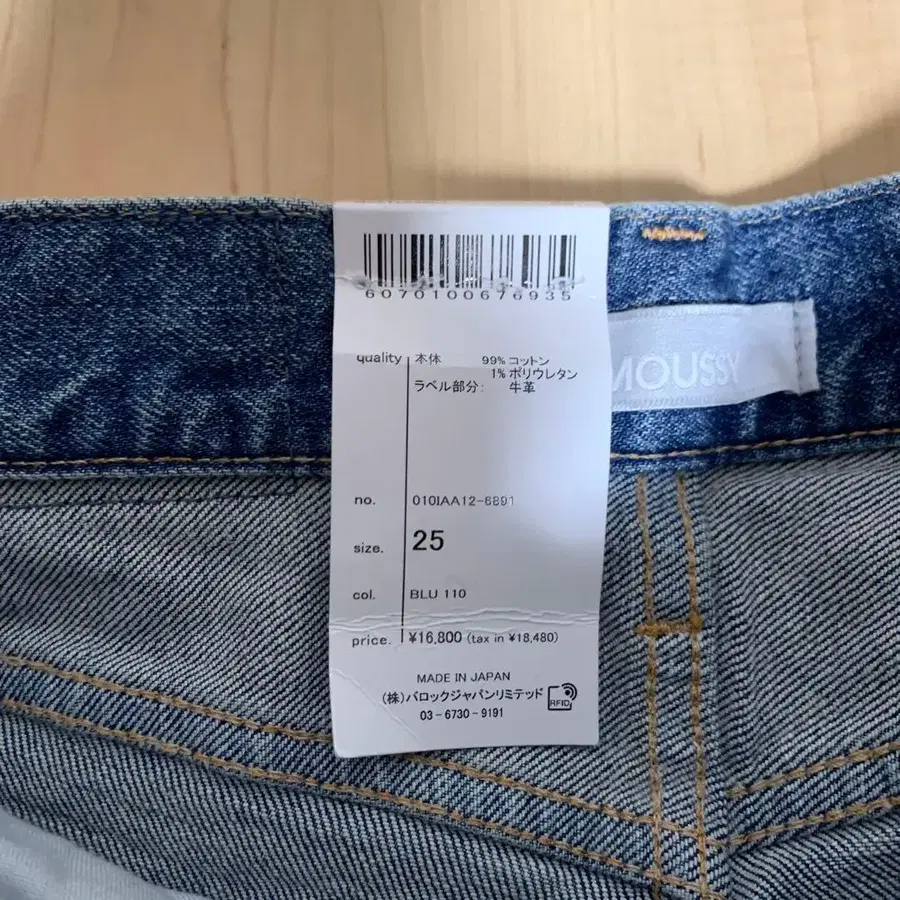 6070100676935
quality 本体 99% コットン
1% ポリウレタン
ラベル部分: 牛革
MOUSSY
no. 010IAA12-6891
size. 25
col. BLU 110
price. ¥16,800 (tax in ¥18,480)
MADE IN JAPAN
(株)バロックジャパンリミテッド
RFID
03-6730-9191